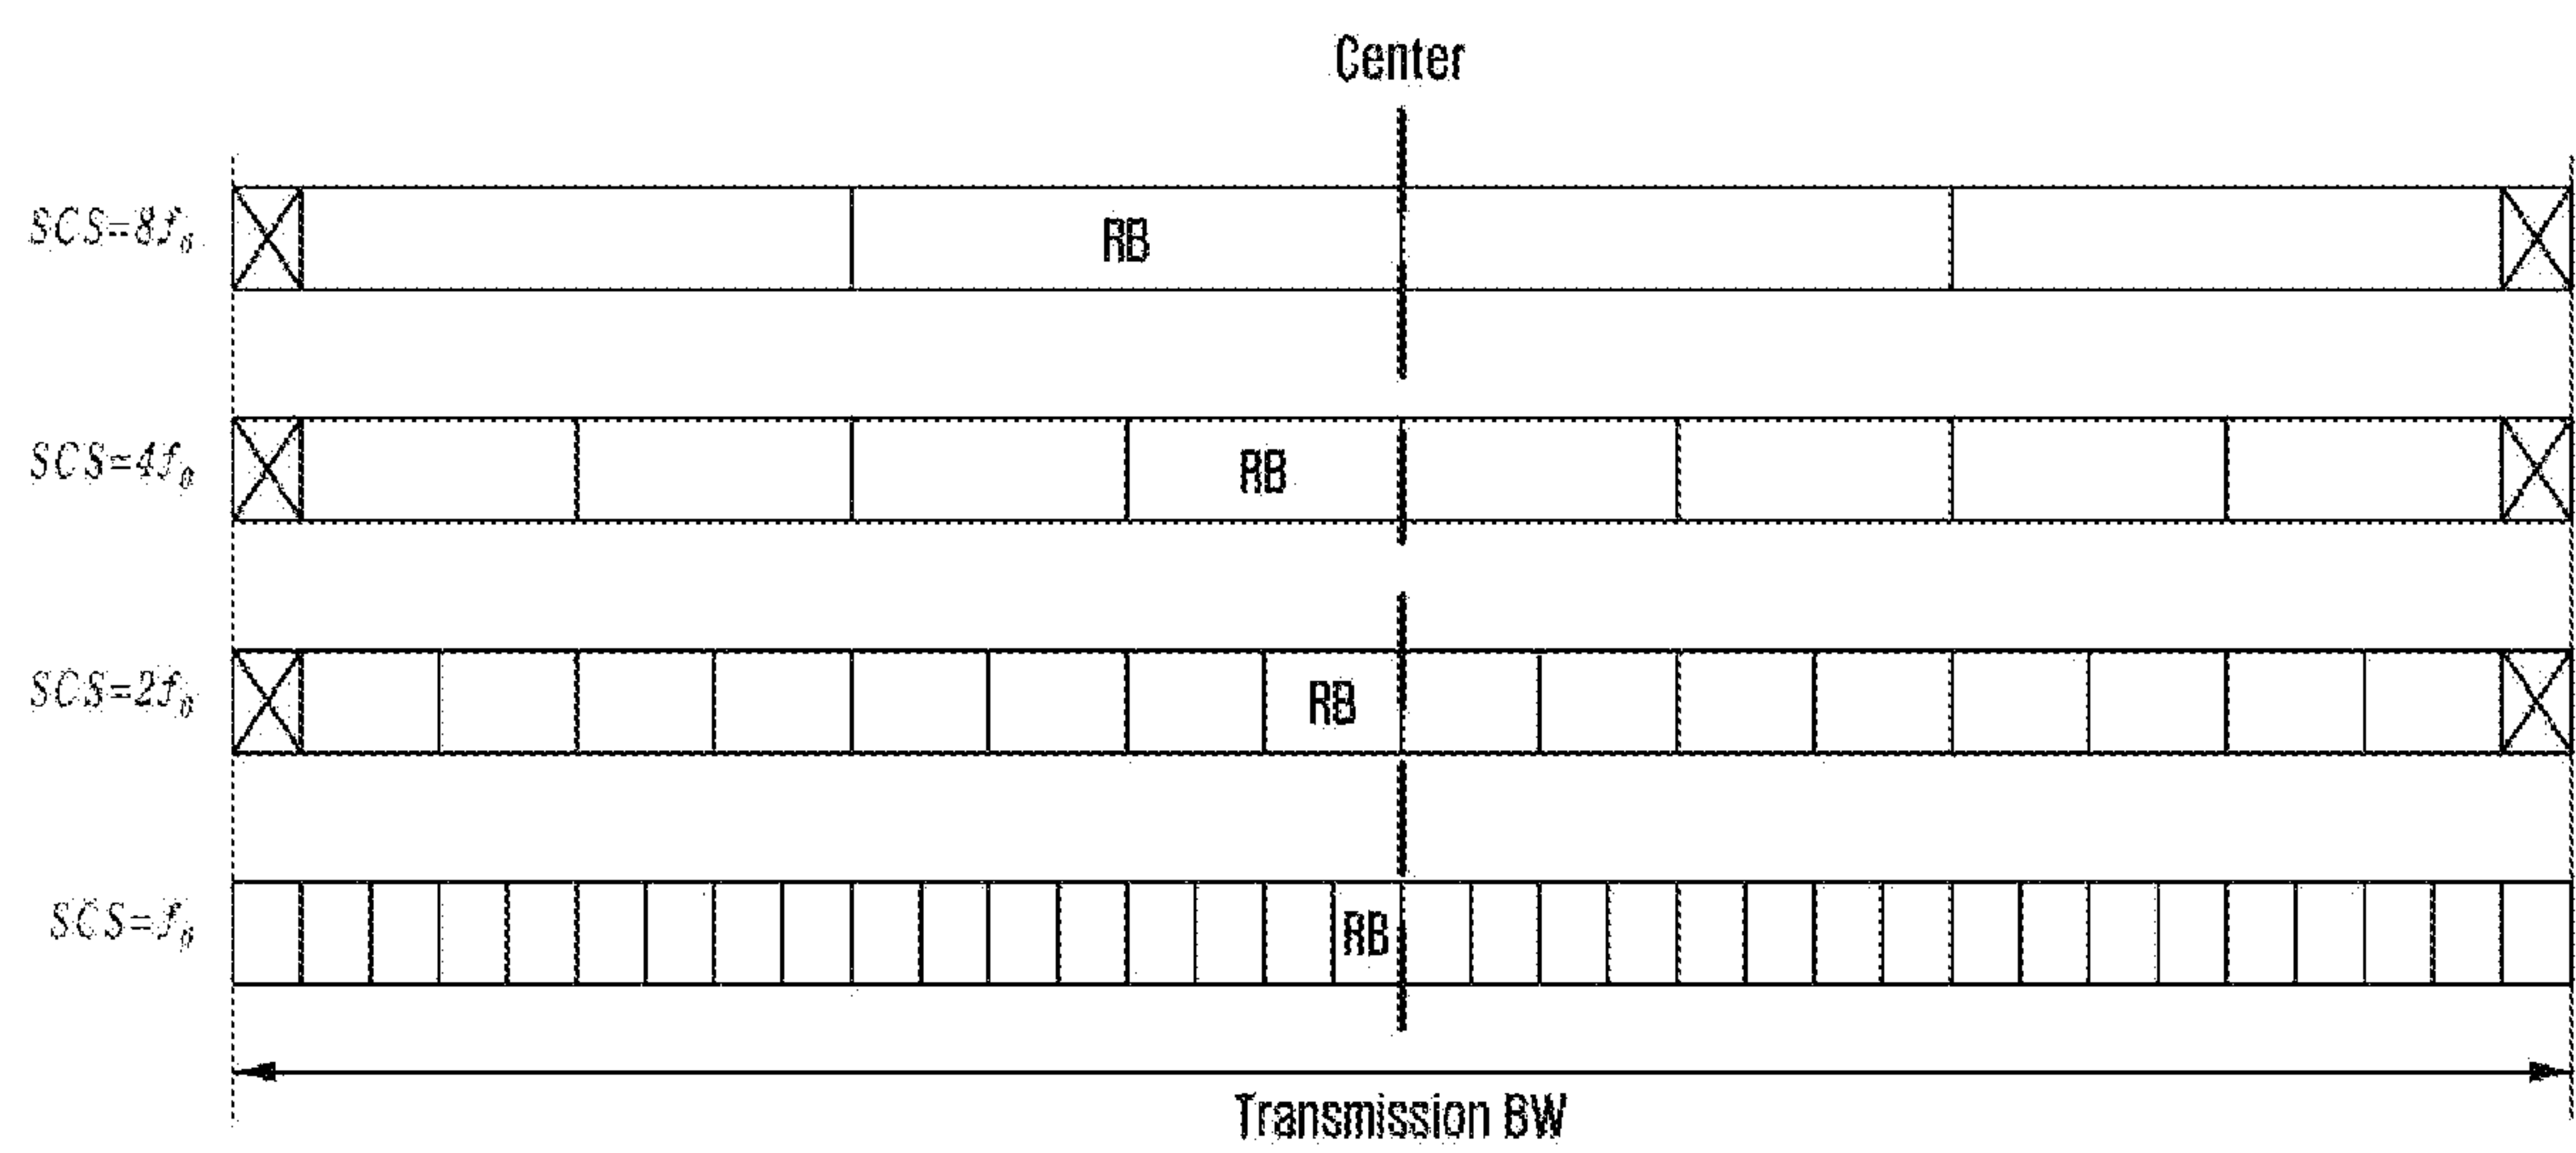 Center
SCS=8f₀
RB
SCS=4f₀
RB
SCS=2f₀
RB
SCS=f₀
RB
Transmission BW